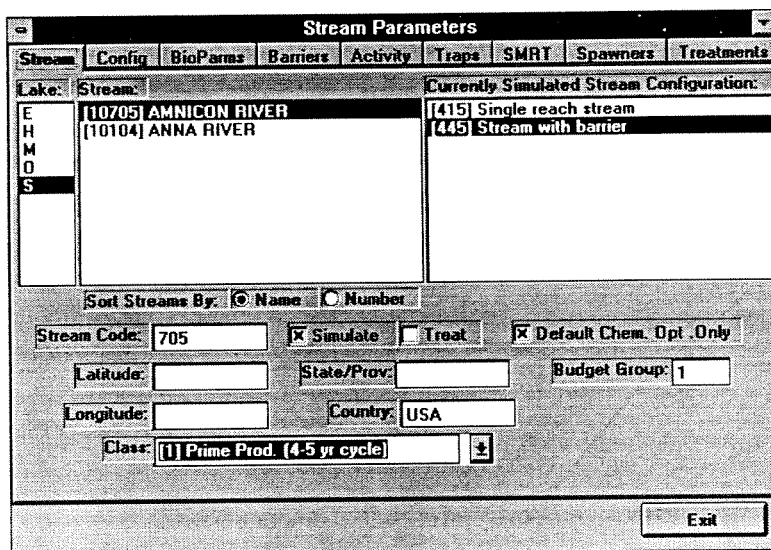 Stream Parameters
Stream Config BioParms Barriers Activity Traps SMRT Spawners Treatments
Lake: Stream: Currently Simulated Stream Configuration:
E [10705] AMNICON RIVER [415] Single reach stream
H [10104] ANNA RIVER [445] Stream with barrier
M
O
S
Sort Streams By: Name Number
Stream Code: 705 Simulate Treat Default Chem. Opt .Only
Latitude: State/Prov: Budget Group: 1
Longitude: Country: USA
Class: [1] Prime Prod. (4-5 yr cycle)
Exit